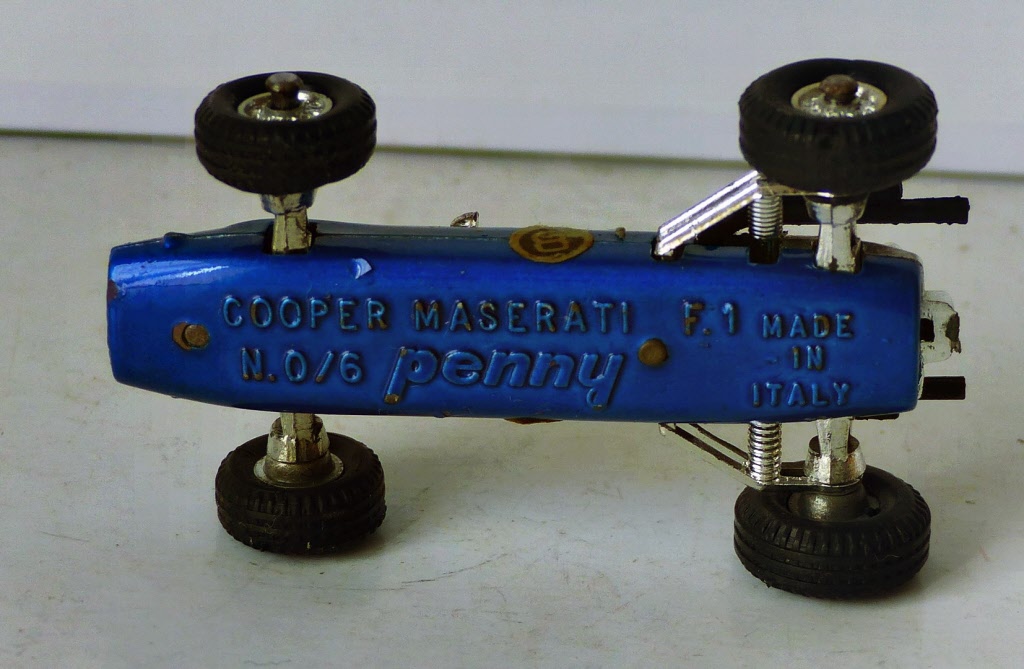 COOPER MASERATI F.1
N. 0/6 penny
MADE
IN
ITALY